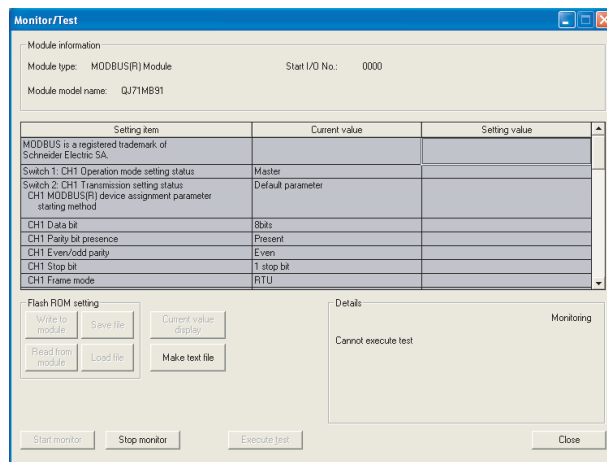 Monitor/Test
Module information
Module type: MODBUS(R) Module Start I/O No.: 0000
Module model name: QJ71MB91
Setting item Current value Setting value
MODBUS is a registered trademark of
Schneider Electric SA.
Switch 1: CH1 Operation mode setting status Master
Switch 2: CH1 Transmission setting status Default parameter
CH1 MODBUS(R) device assignment parameter
starting method
CH1 Data bit 8bits
CH1 Parity bit presence Present
CH1 Even/odd parity Even
CH1 Stop bit 1 stop bit
CH1 Frame mode RTU
Flash ROM setting
Write to
module
Save file
Current value
display
Read from
module
Load file
Make text file
Details
Monitoring
Cannot execute test
Start monitor Stop monitor Execute test Close